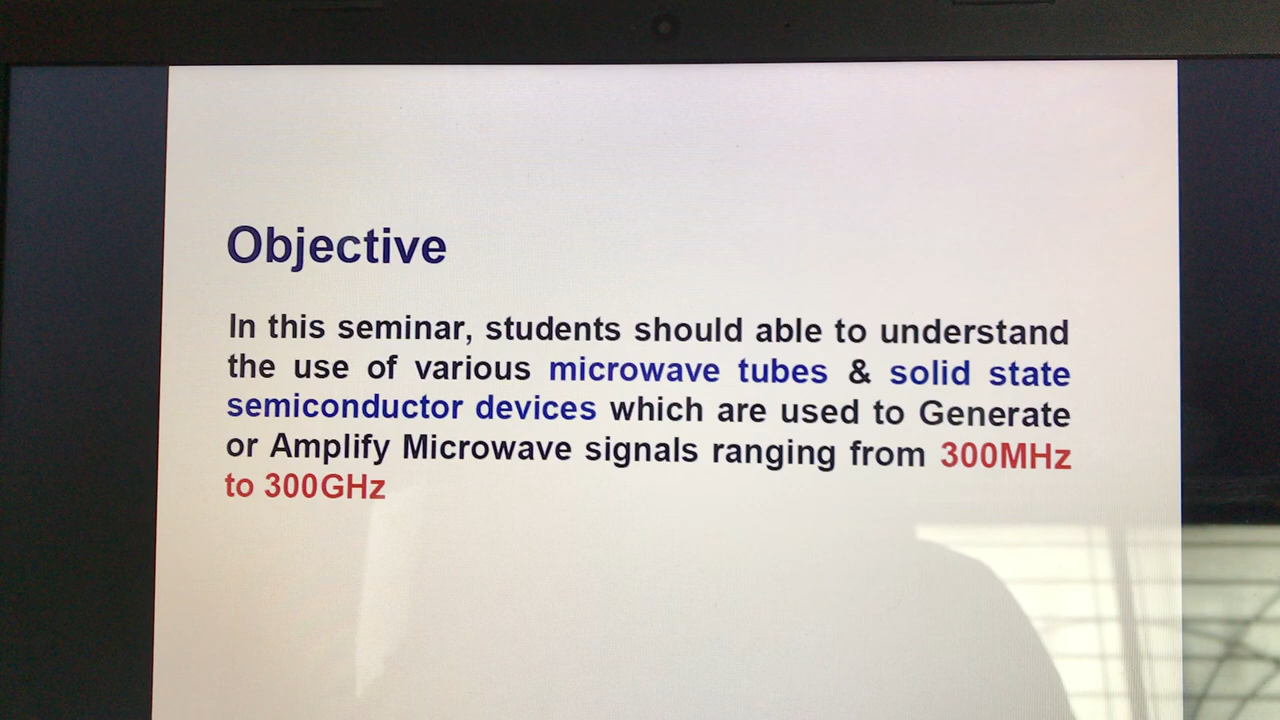 Objective
In this seminar, students should able to understand
the use of various microwave tubes & solid state
semiconductor devices which are used to Generate
or Amplify Microwave signals ranging from 300MHz
to 300GHz